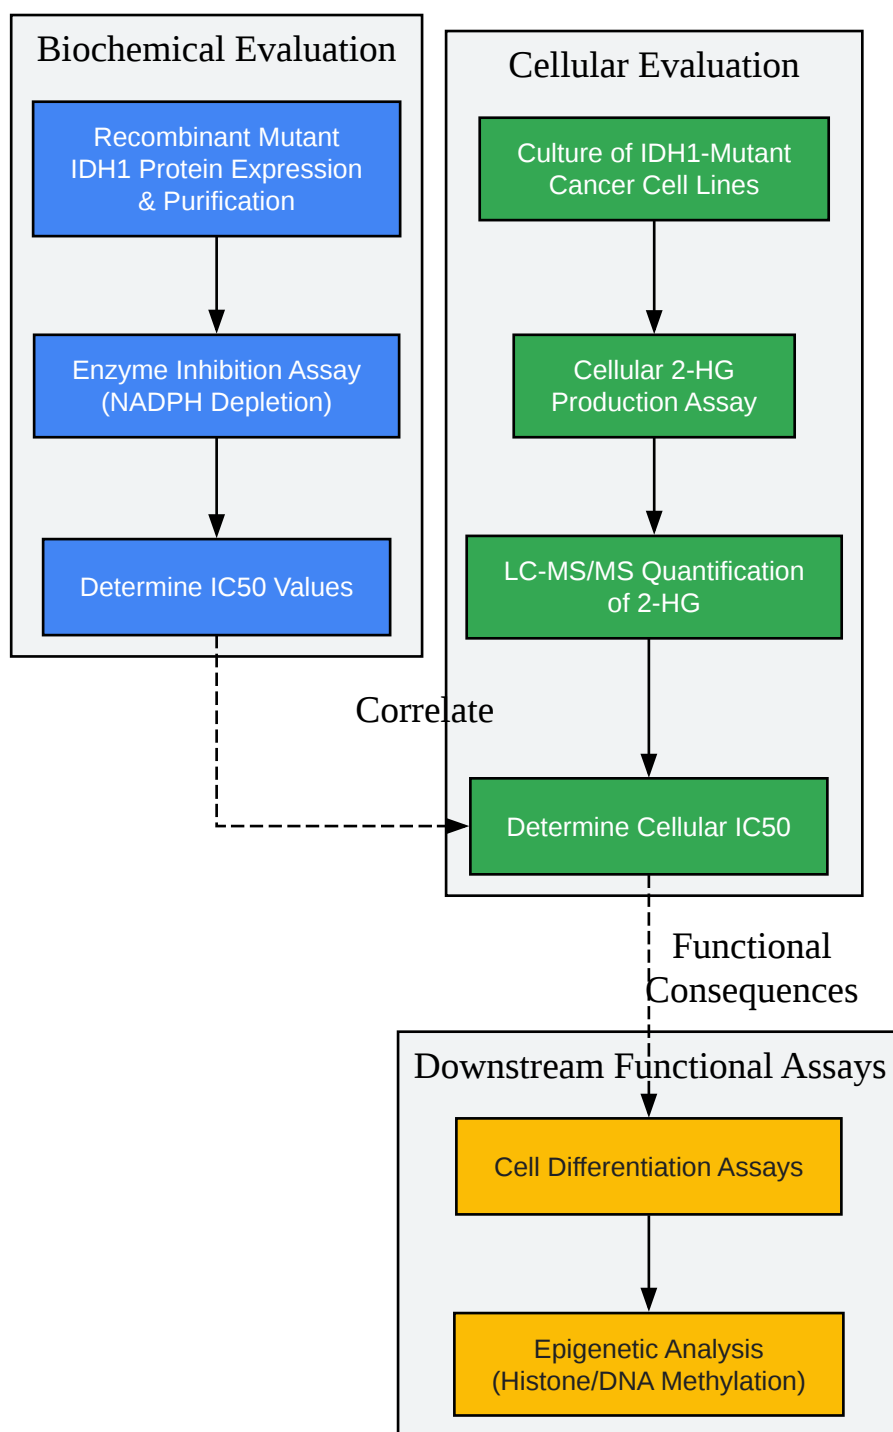 Biochemical Evaluation
Recombinant Mutant
IDH1 Protein Expression
& Purification
Enzyme Inhibition Assay
(NADPH Depletion)
Determine IC50 Values
Correlate
Cellular Evaluation
Culture of IDH1-Mutant
Cancer Cell Lines
Cellular 2-HG
Production Assay
LC-MS/MS Quantification
of 2-HG
Determine Cellular IC50
Functional
Consequences
Downstream Functional Assays
Cell Differentiation Assays
Epigenetic Analysis
(Histone/DNA Methylation)